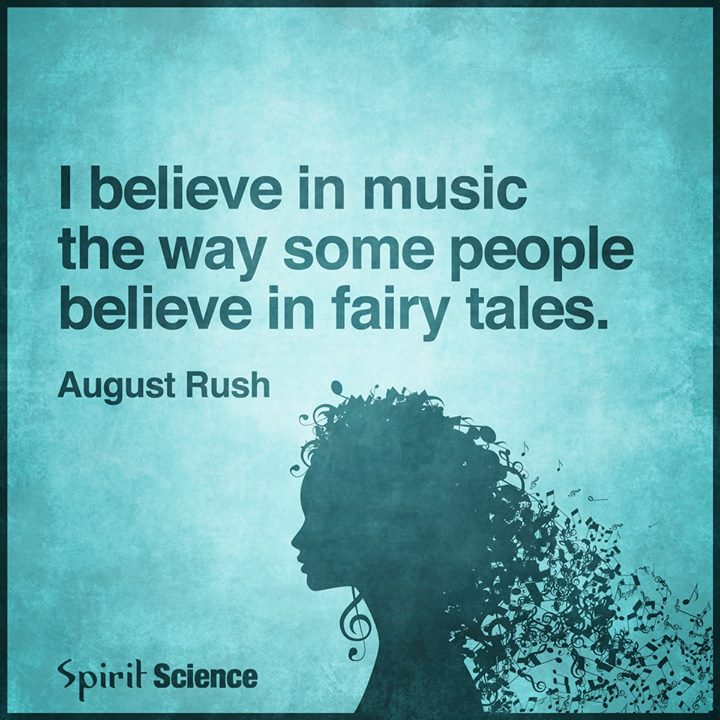 I believe in music
the way some people
believe in fairy tales.
August Rush
Spirit Science